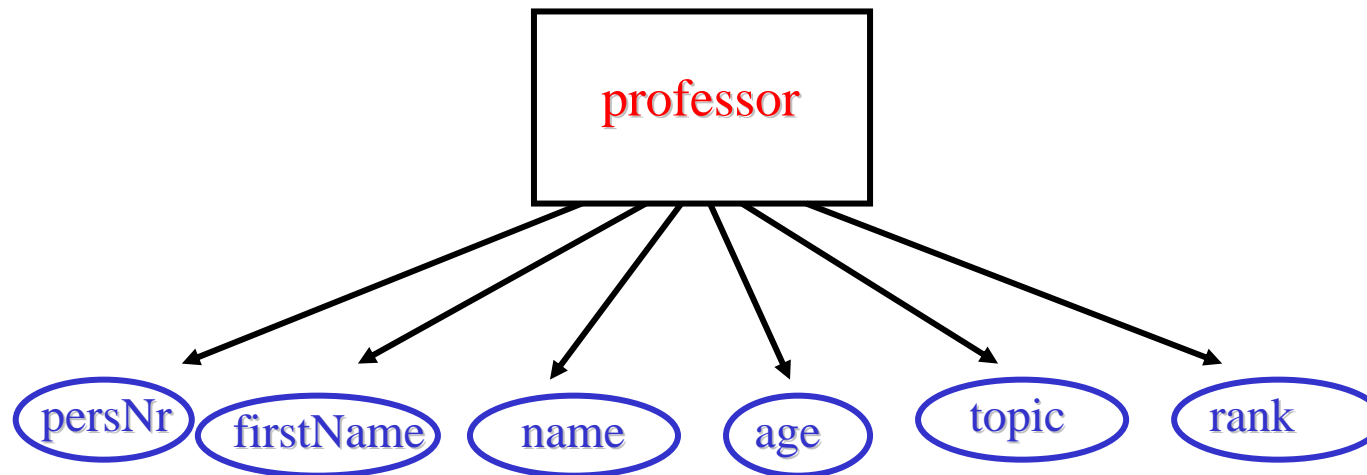 professor
persNr
firstName
name
age
topic
rank